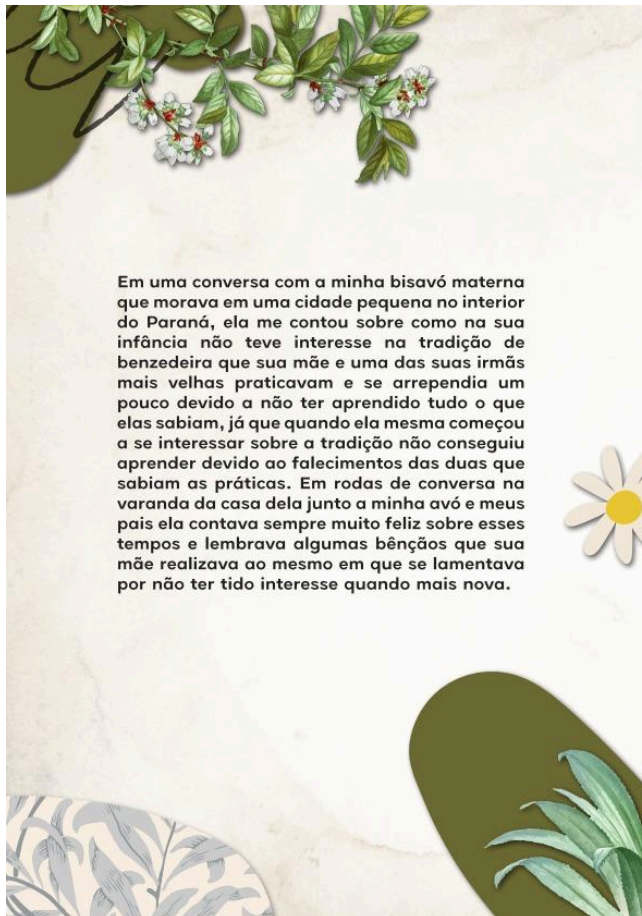 Em uma conversa com a minha bisavó materna
que morava em uma cidade pequena no interior
do Paraná, ela me contou sobre como na sua
infância não teve interesse na tradição de
benzedeira que sua mãe e uma das suas irmãs
mais velhas praticavam e se arrependia um
pouco devido a não ter aprendido tudo o que
elas sabiam, já que quando ela mesma começou
a se interessar sobre a tradição não conseguiu
aprender devido ao falecimentos das duas que
sabiam as práticas. Em rodas de conversa na
varanda da casa dela junto a minha avó e meus
pais ela contava sempre muito feliz sobre esses
tempos e lembrava algumas bênçãos que sua
mãe realizava ao mesmo em que se lamentava
por não ter tido interesse quando mais nova.